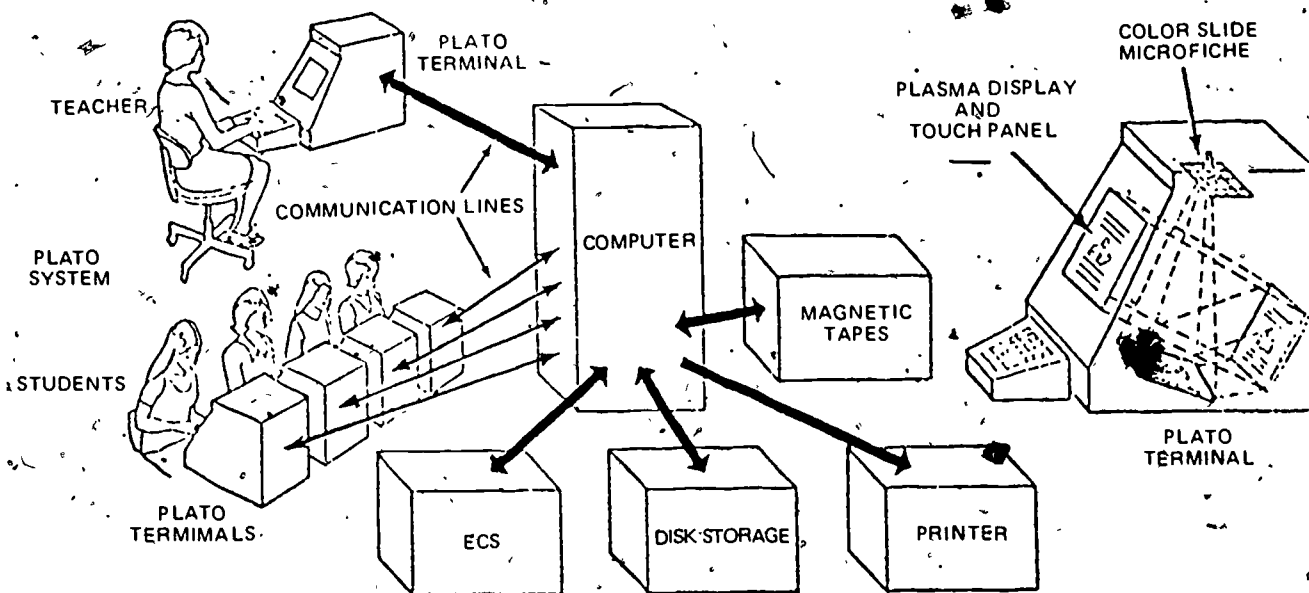 PLATO
TERMINAL
TEACHER
COMMUNICATION LINES
PLATO
SYSTEM
STUDENTS
PLATO
TERMIMALS
COMPUTER
MAGNETIC
TAPES
ECS
DISK STORAGE
PRINTER
COLOR SLIDE
MICROFICHE
PLASMA DISPLAY
AND
TOUCH PANEL
PLATO
TERMINAL